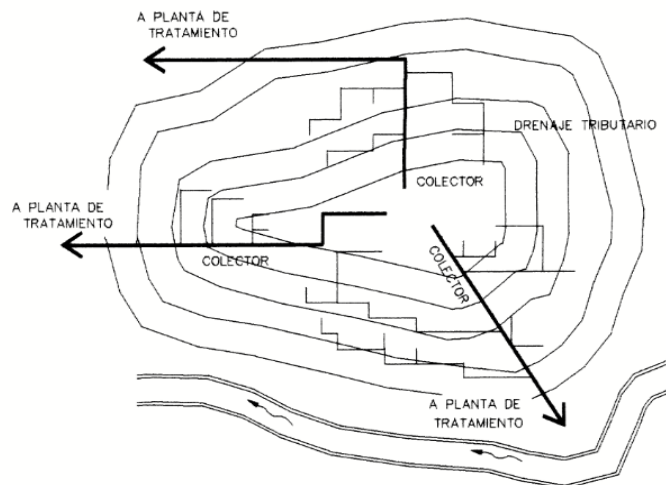 A PLANTA DE
TRATAMIENTO
DRENAJE TRIBUTARIO
COLECTOR
A PLANTA DE
TRATAMIENTO
COLECTOR
COLECTOR
A PLANTA DE
TRATAMIENTO